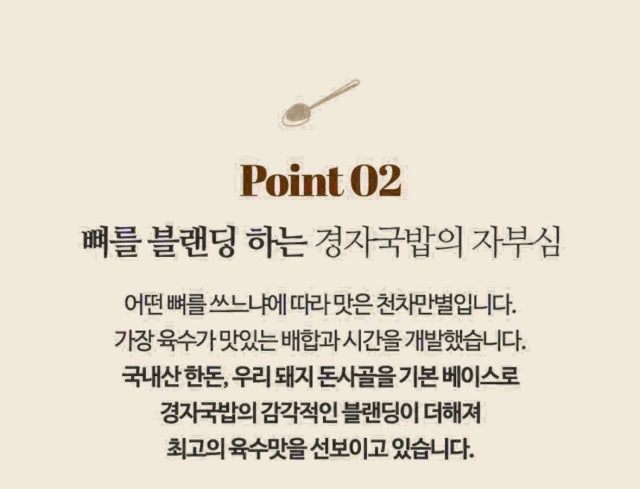 Point 02
뼈를 블랜딩 하는 경자국밥의 자부심
어떤 뼈를 쓰느냐에 따라 맛은 천차만별입니다.
가장 육수가 맛있는 배합과 시간을 개발했습니다.
국내산 한돈, 우리 돼지 돈사골을 기본 베이스로
경자국밥의 감각적인 블랜딩이 더해져
최고의 육수맛을 선보이고 있습니다.